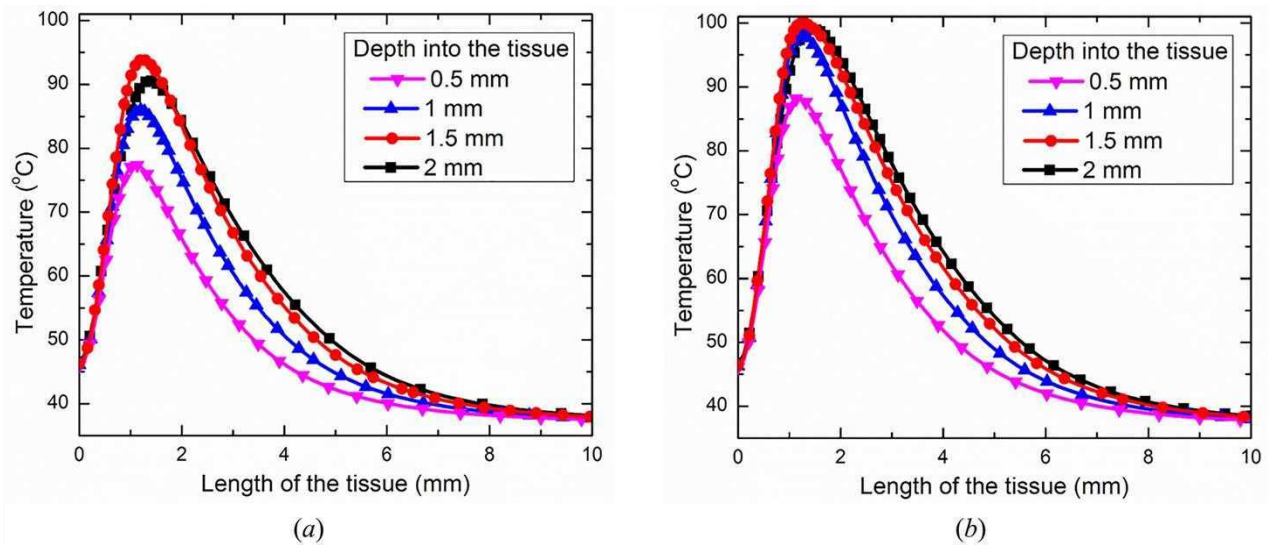 100
90
80
70
60
50
40
Temperature (°C)
Depth into the tissue
0.5 mm
1 mm
1.5 mm
2 mm
0 2 4 6 8 10
Length of the tissue (mm)
(a)
100
90
80
70
60
50
40
Temperature (°C)
Depth into the tissue
0.5 mm
1 mm
1.5 mm
2 mm
0 2 4 6 8 10
Length of the tissue (mm)
(b)